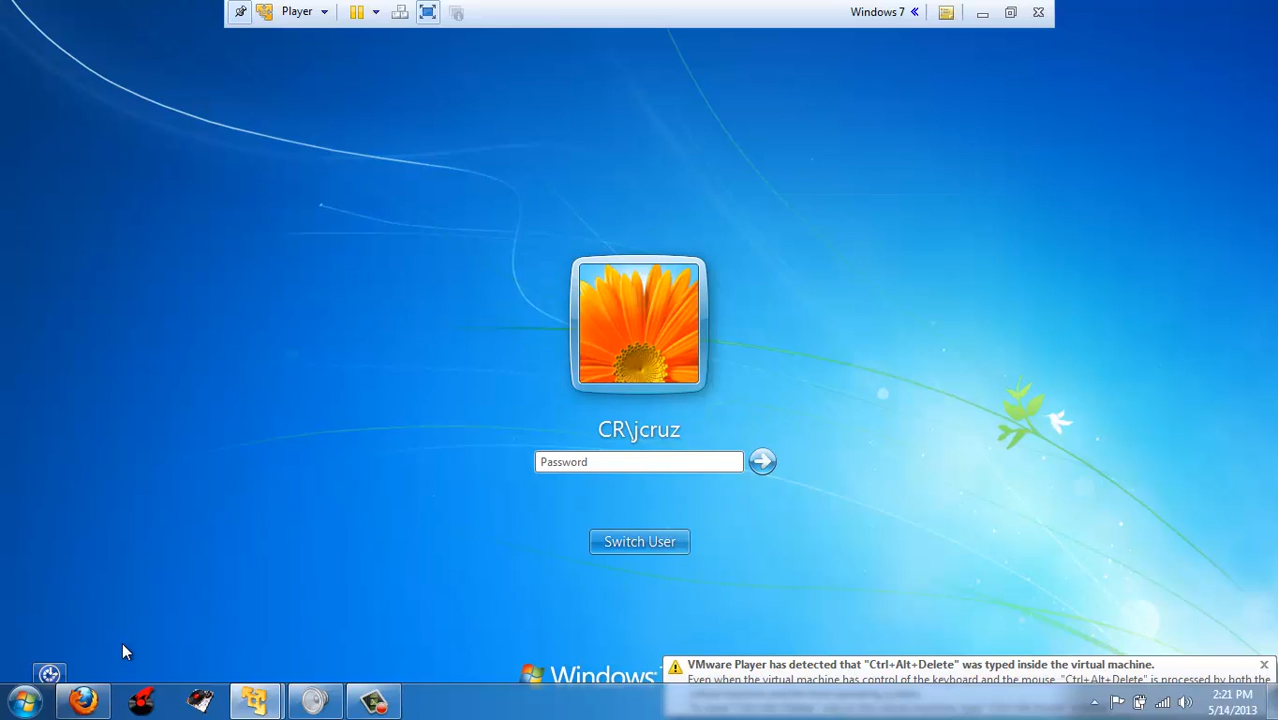 Player
Windows 7
CR\jcruz
Password
Switch User
Windows
VMware Player has detected that "Ctrl+Alt+Delete" was typed inside the virtual machine.
Even when the virtual machine has control of the keyboard and the mouse, "Ctrl+Alt+Delete" is processed by both the
2:21 PM
5/14/2013